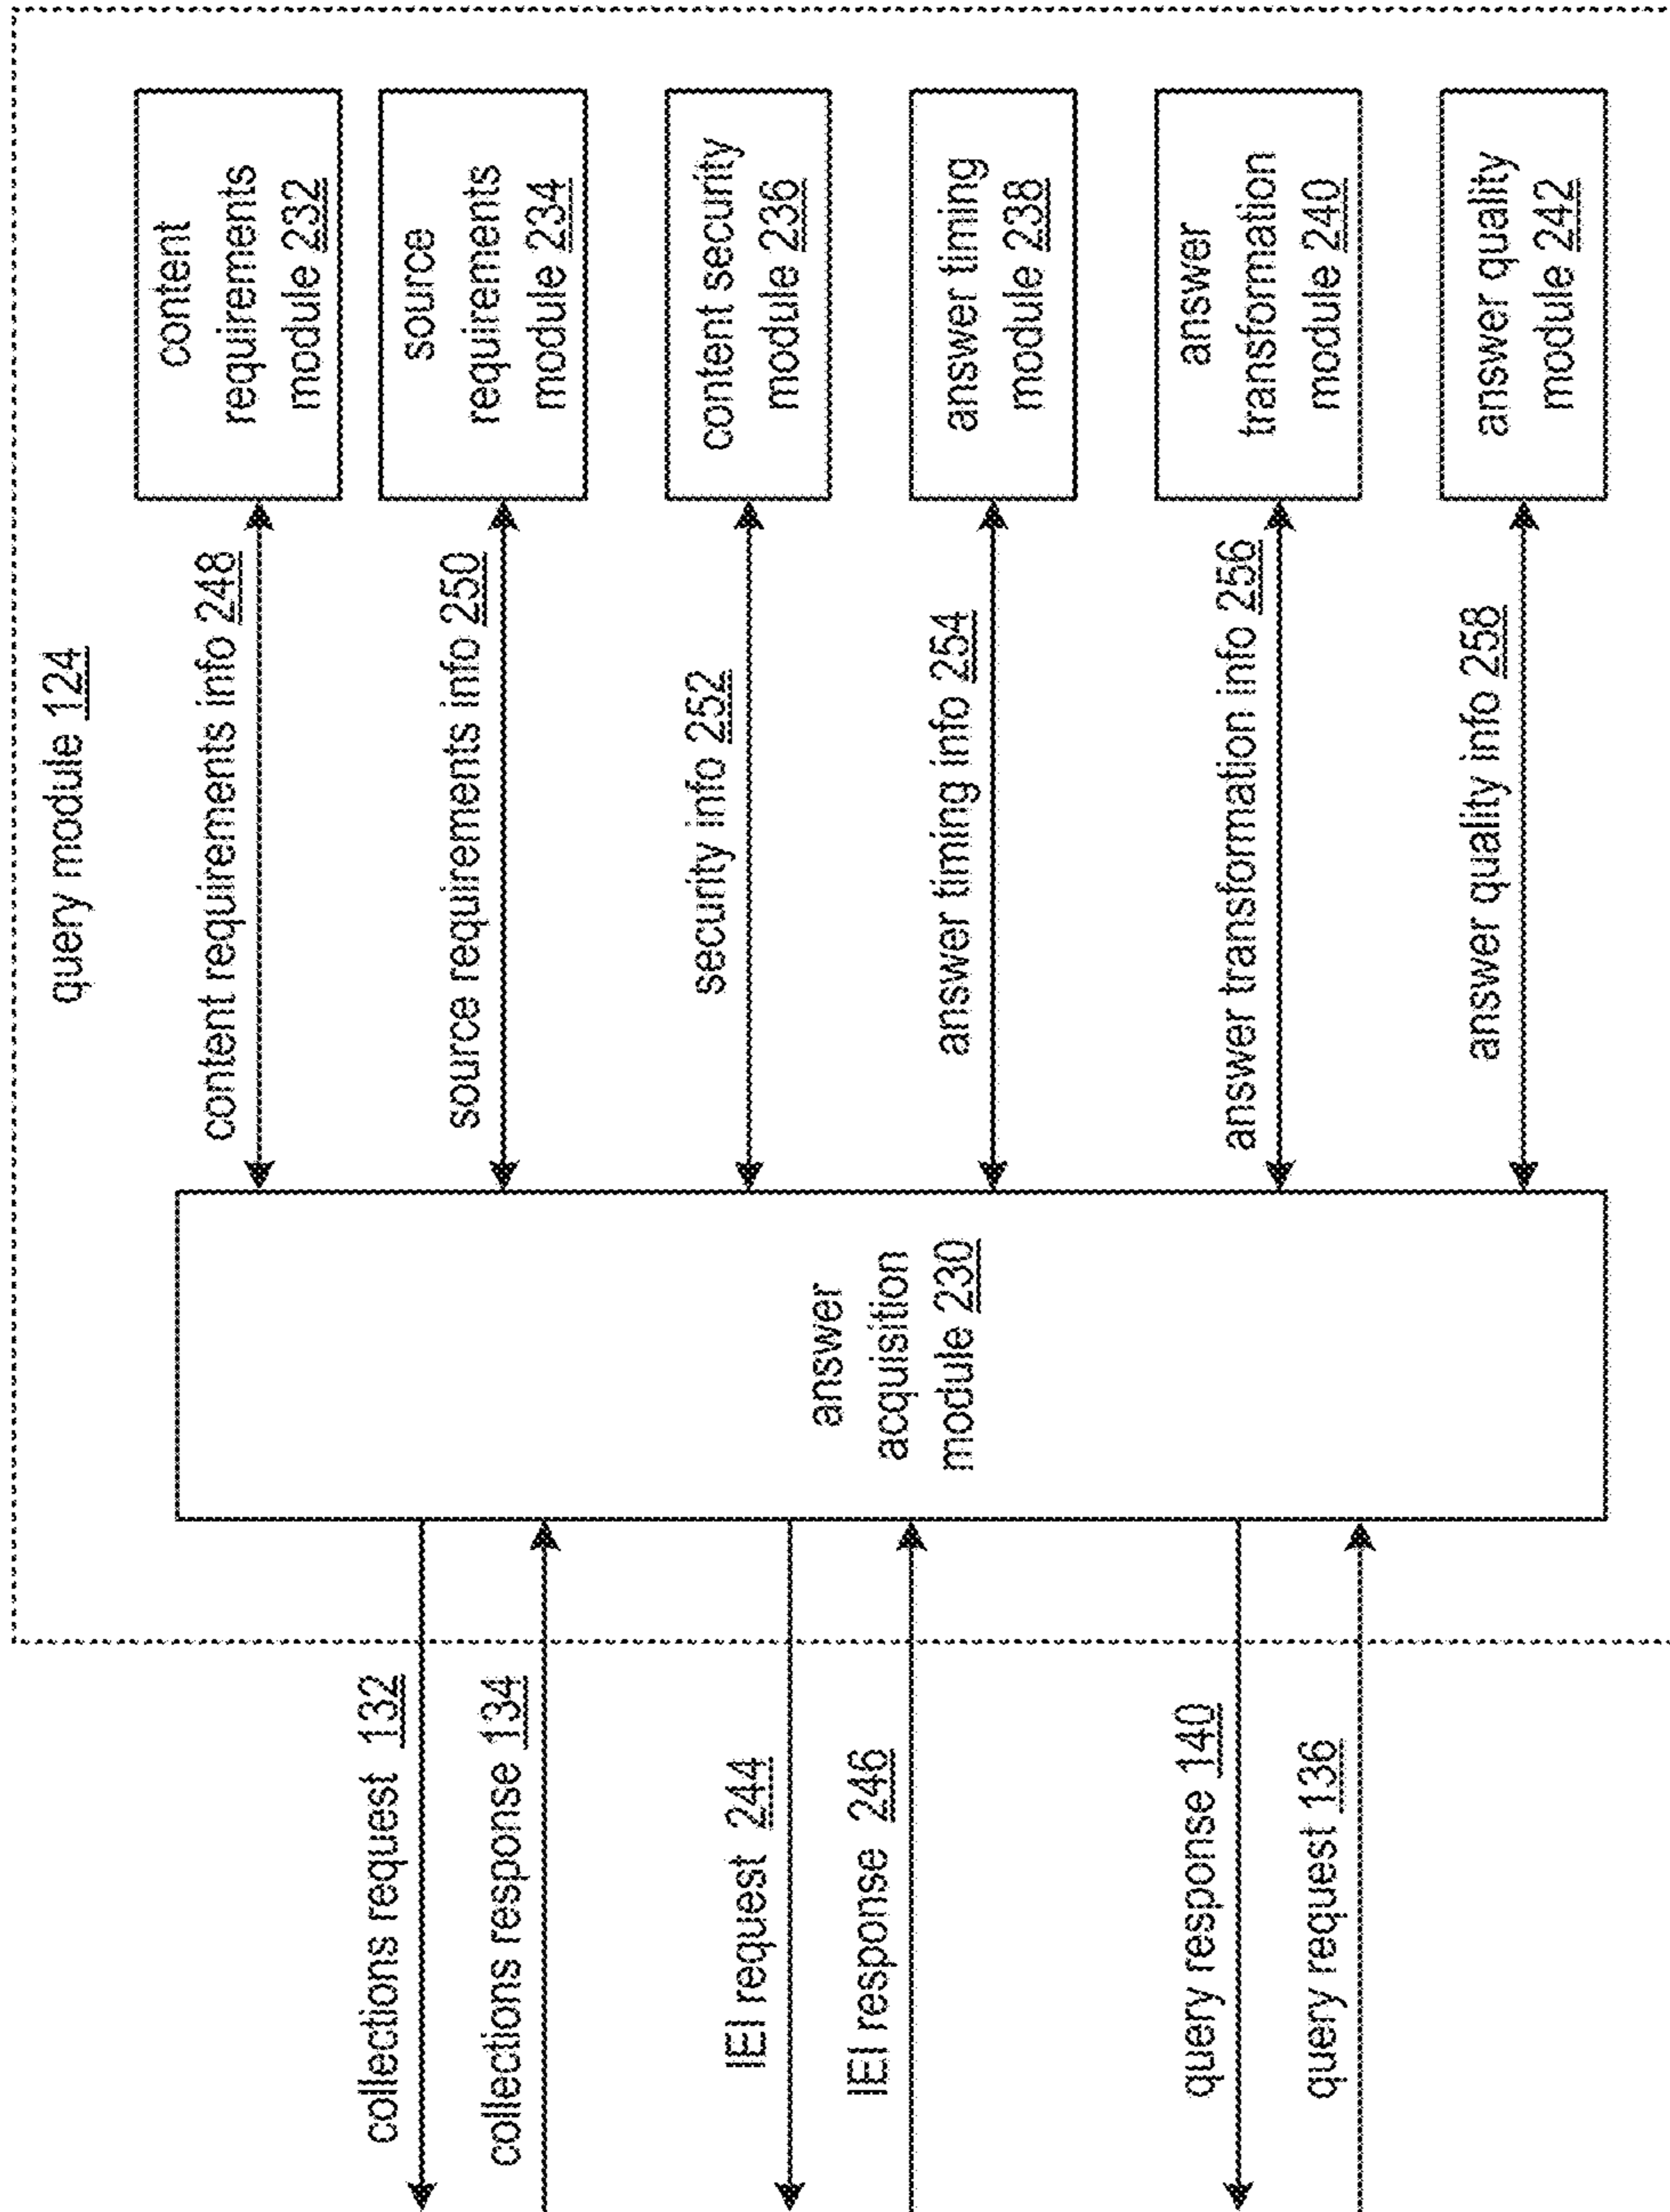 query module 124
content
requirements
module 232
source
requirements
module 234
content security
module 236
answer timing
module 238
answer
transformation
module 240
answer quality
module 242
content requirements info 248
source requirements info 250
security info 252
answer timing info 254
answer transformation info 256
answer quality info 258
answer
acquisition
module 230
collections request 132
collections response 134
IEI request 244
IEI response 246
query response 140
query request 136